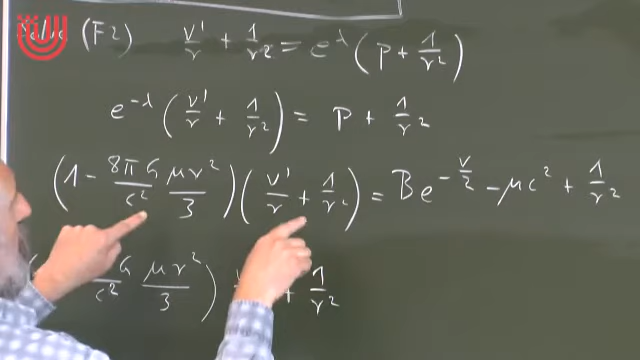 (F2) ν'/r + 1/r² = e^λ (p + 1/r²)
e^-λ (ν'/r + 1/r²) = p + 1/r²
(1 - 8πG/c² μr²/3)(ν'/r + 1/r²) = Be^-ν/2 - μc² + 1/r²
G/c² μr²/3) + 1/r²